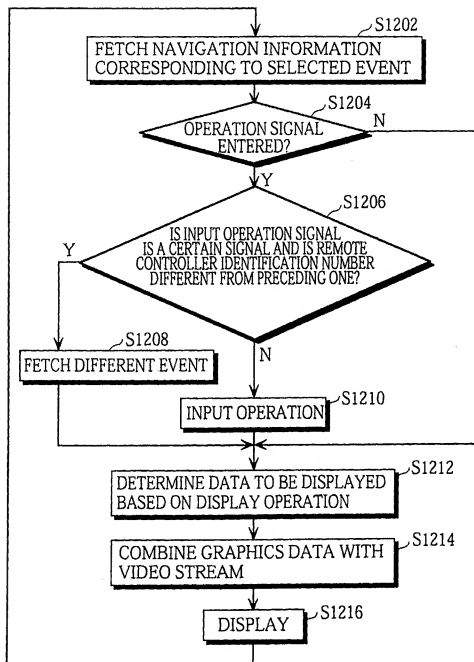 S1202
FETCH NAVIGATION INFORMATION
CORRESPONDING TO SELECTED EVENT
S1204
OPERATION SIGNAL
ENTERED?
N
Y
S1206
IS INPUT OPERATION SIGNAL
IS A CERTAIN SIGNAL AND IS REMOTE
CONTROLLER IDENTIFICATION NUMBER
DIFFERENT FROM PRECEDING ONE?
Y
S1208
FETCH DIFFERENT EVENT
N
S1210
INPUT OPERATION
S1212
DETERMINE DATA TO BE DISPLAYED
BASED ON DISPLAY OPERATION
S1214
COMBINE GRAPHICS DATA WITH
VIDEO STREAM
S1216
DISPLAY